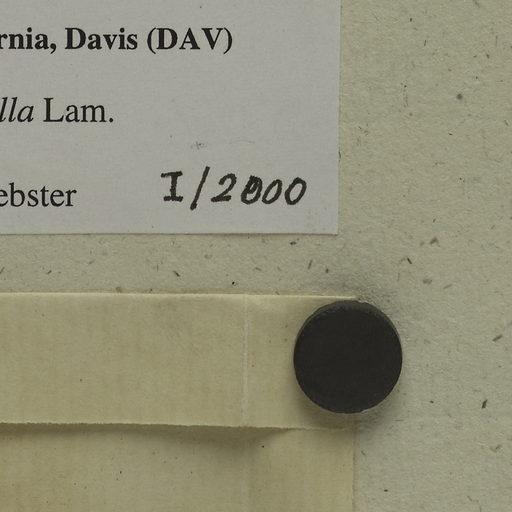 rnia, Davis (DAV)
lla Lam.
ebster I/2000